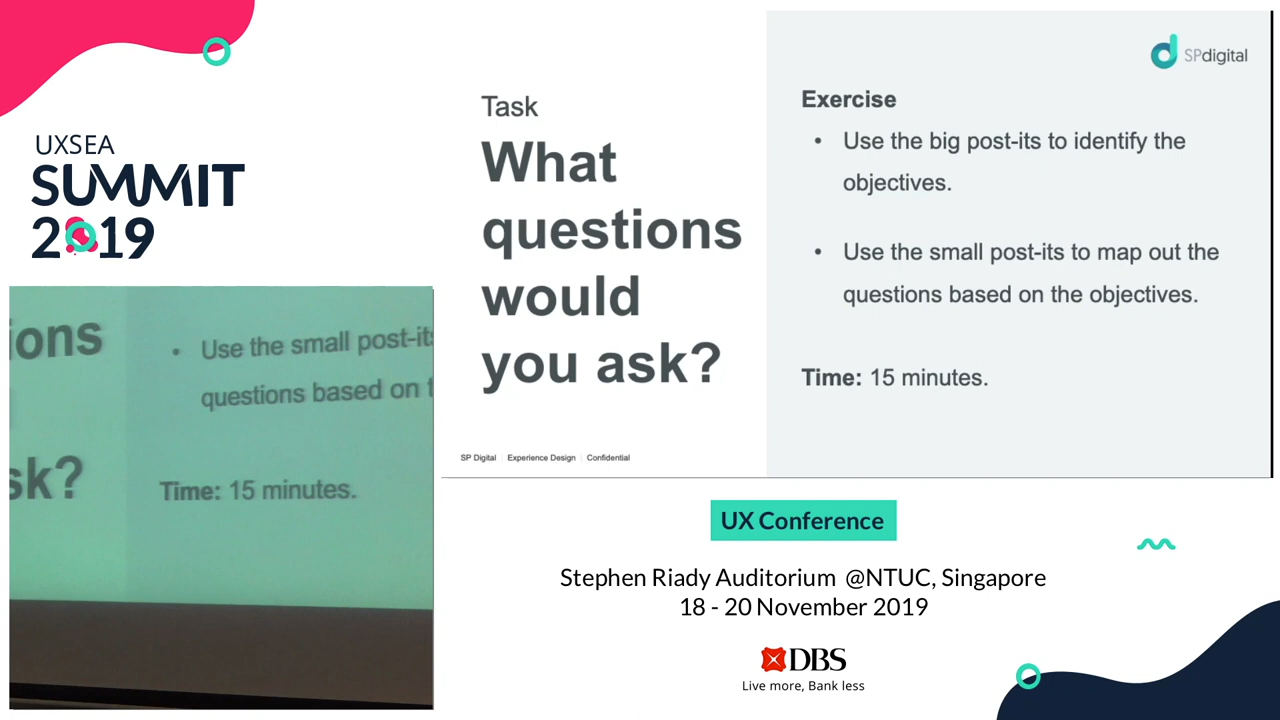 UXSEA
SUMMIT
2019
Task
What
questions
would
you ask?
SP Digital | Experience Design | Confidential
SPdigital
Exercise
• Use the big post-its to identify the
objectives.
• Use the small post-its to map out the
questions based on the objectives.
Time: 15 minutes.
ions
sk?
• Use the small post-its
questions based on t
Time: 15 minutes.
UX Conference
Stephen Riady Auditorium @NTUC, Singapore
18 - 20 November 2019
DBS
Live more, Bank less